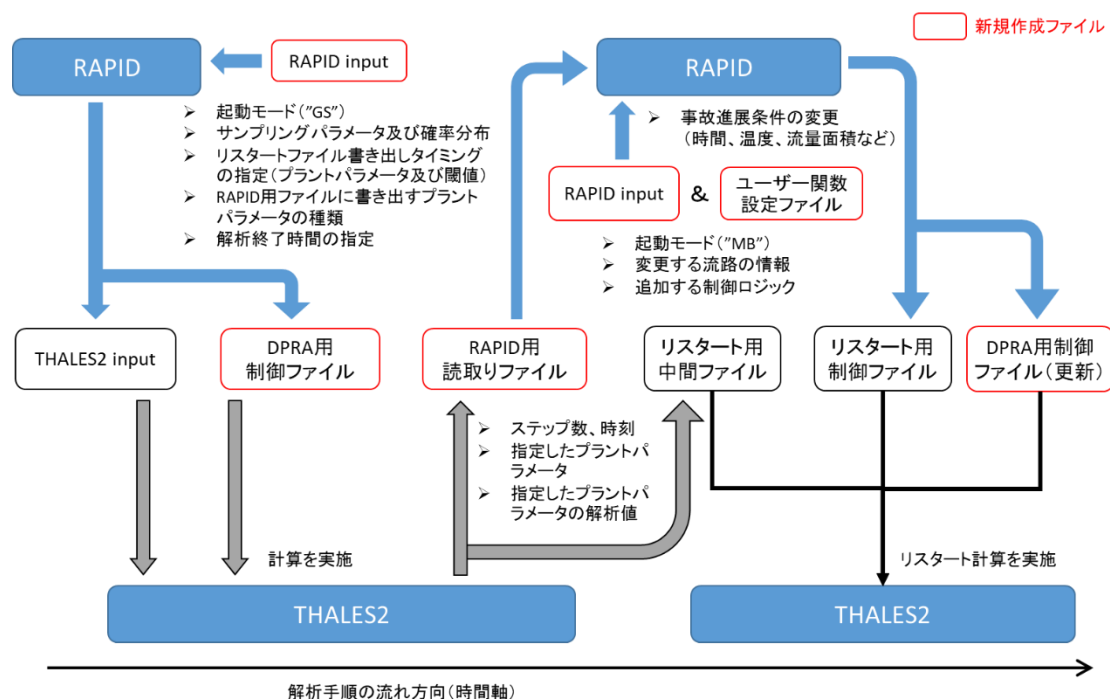 新規作成ファイル
RAPID
RAPID input
➢ 起動モード("GS")
➢ サンプリングパラメータ及び確率分布
➢ リスタートファイル書き出しタイミング
の指定(プラントパラメータ及び閾値)
➢ RAPID用ファイルに書き出すプラント
パラメータの種類
➢ 解析終了時間の指定
RAPID
➢ 事故進展条件の変更
(時間、温度、流量面積など)
RAPID input
&
ユーザー関数
設定ファイル
➢ 起動モード("MB")
➢ 変更する流路の情報
➢ 追加する制御ロジック
THALES2 input
DPRA用
制御ファイル
RAPID用
読取りファイル
リスタート用
中間ファイル
リスタート用
制御ファイル
DPRA用制御
ファイル(更新)
➢ ステップ数、時刻
➢ 指定したプラントパ
ラメータ
➢ 指定したプラントパ
ラメータの解析値
計算を実施
リスタート計算を実施
THALES2
THALES2
解析手順の流れ方向(時間軸)